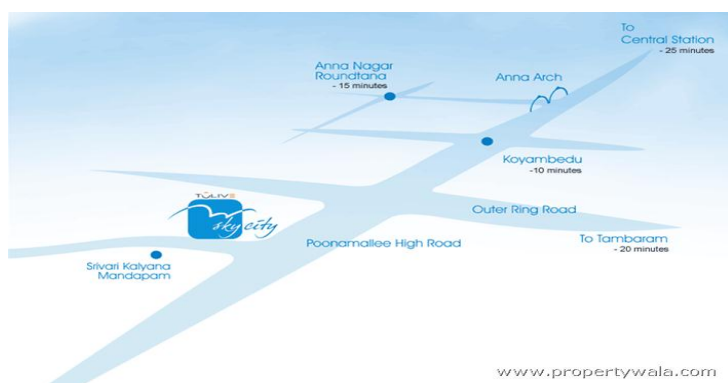 To
Central Station
- 25 minutes
Anna Nagar
Roundtana
- 15 minutes
Anna Arch
Koyambedu
-10 minutes
TULIVE
sky city
Outer Ring Road
Poonamallee High Road
To Tambaram
- 20 minutes
Srivari Kalyana
Mandapam
www.propertywala.com